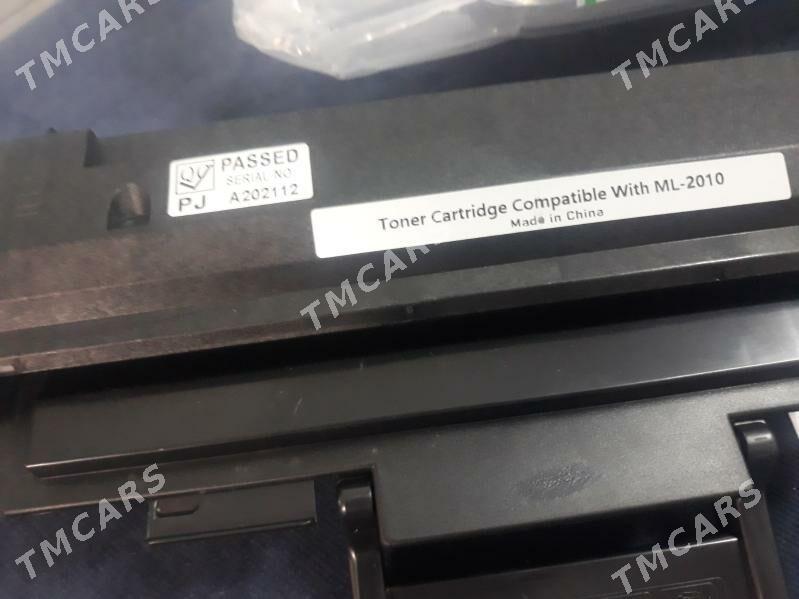 TMCARS
TMCARS
QC PASSED
SERIAL NO:
PJ A202112
Toner Cartridge Compatible With ML-2010
Made in China
TMCARS
TMCARS
TMCARS